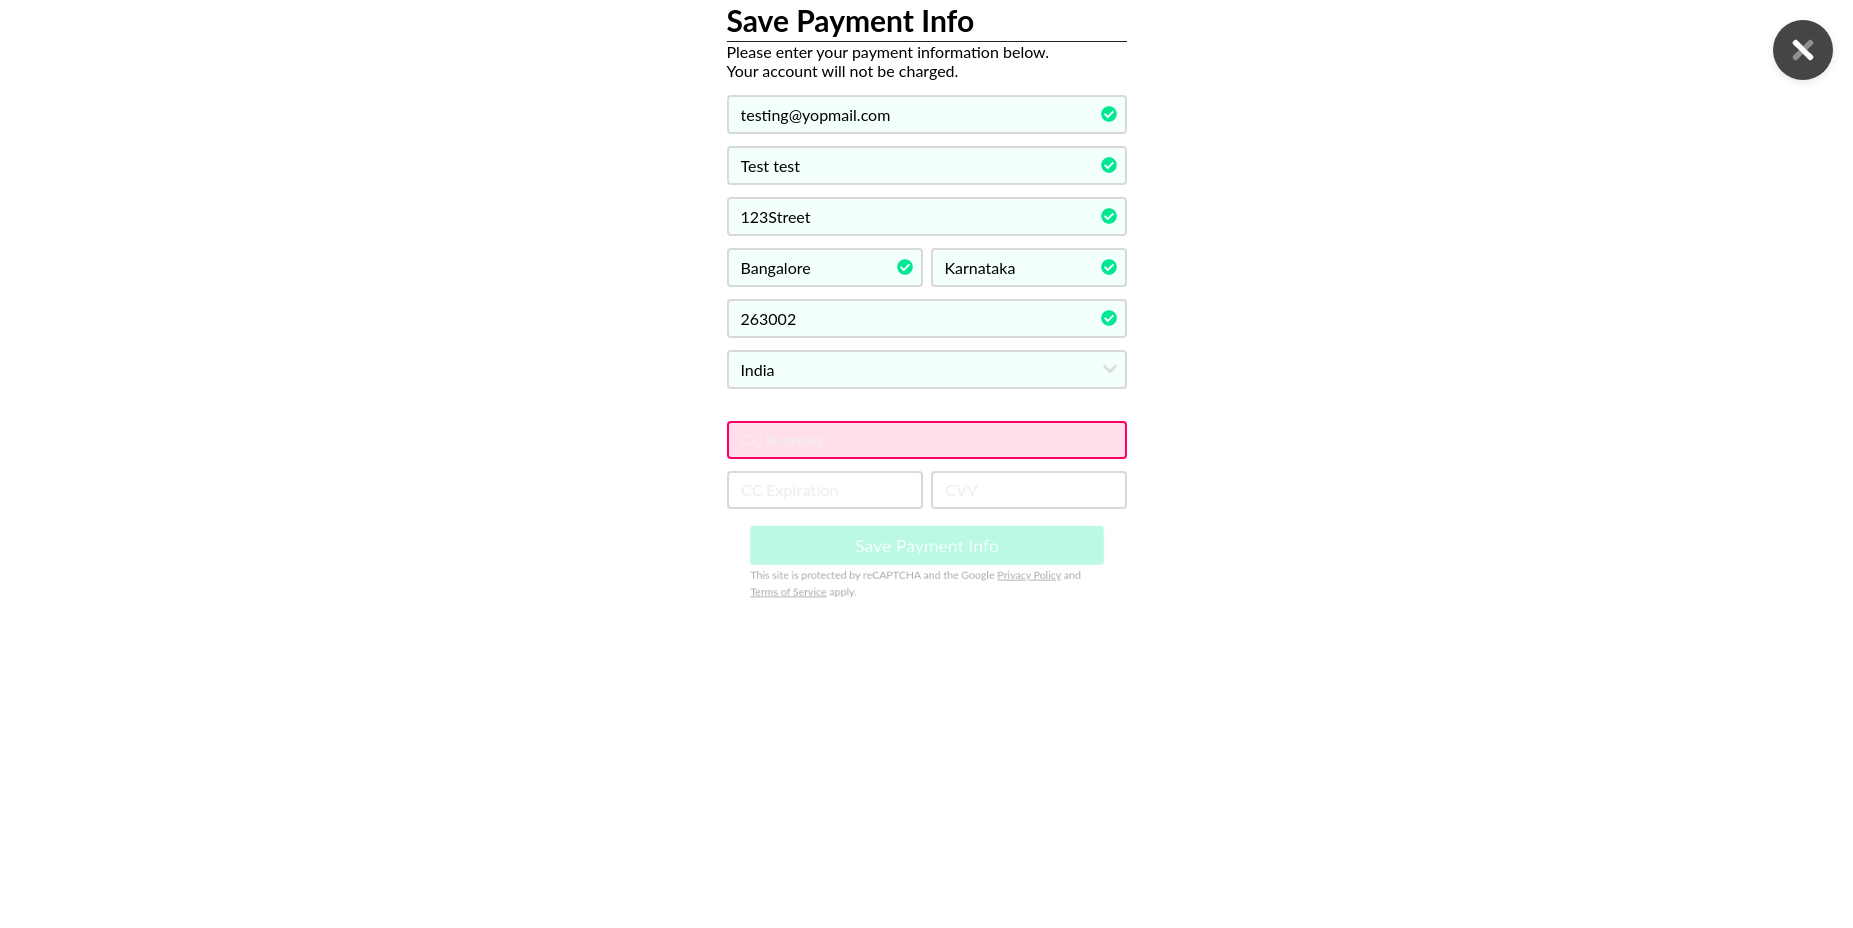 Save Payment Info
Please enter your payment information below.
Your account will not be charged.
testing@yopmail.com
Test test
123Street
Bangalore
Karnataka
263002
India
CC Number
CC Expiration
CVV
Save Payment Info
This site is protected by reCAPTCHA and the Google Privacy Policy and
Terms of Service apply.